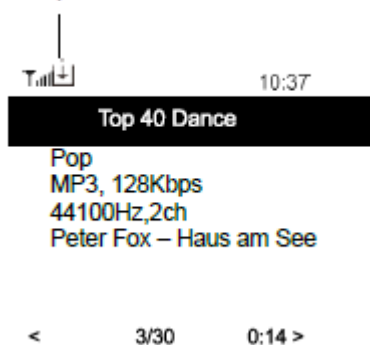 10:37
Top 40 Dance
Pop
MP3, 128Kbps
44100Hz,2ch
Peter Fox – Haus am See
< 3/30 0:14 >